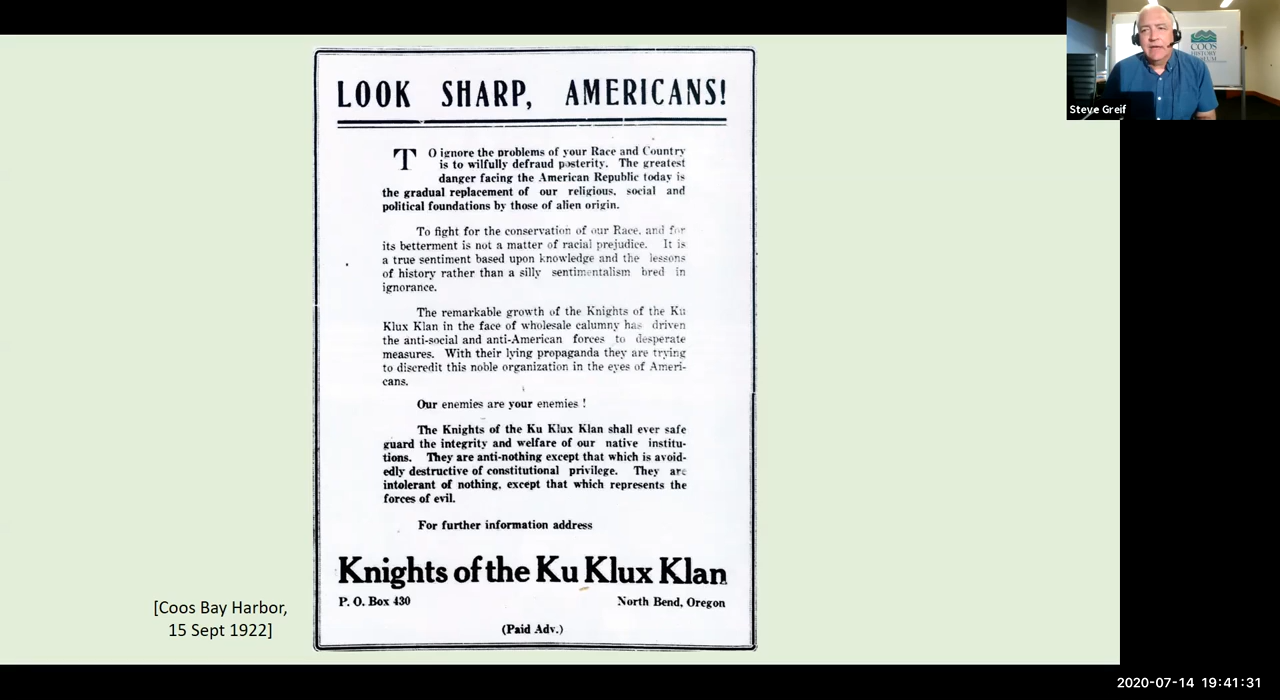 LOOK SHARP, AMERICANS!
TO ignore the problems of your Race and Country
is to wilfully defraud posterity. The greatest
danger facing the American Republic today is
the gradual replacement of our religious, social and
political foundations by those of alien origin.
To fight for the conservation of our Race, and for
its betterment is not a matter of racial prejudice. It is
a true sentiment based upon knowledge and the lessons
of history rather than a silly sentimentalism bred in
ignorance.
The remarkable growth of the Knights of the Ku
Klux Klan in the face of wholesale calumny has driven
the anti-social and anti-American forces to desperate
measures. With their lying propaganda they are trying
to discredit this noble organization in the eyes of Ameri-
cans.
Our enemies are your enemies !
The Knights of the Ku Klux Klan shall ever safe
guard the integrity and welfare of our native institu-
tions. They are anti-nothing except that which is avoid-
edly destructive of constitutional privilege. They are
intolerant of nothing, except that which represents the
forces of evil.
For further information address
Knights of the Ku Klux Klan
P. O. Box 430 North Bend, Oregon
(Paid Adv.)
[Coos Bay Harbor,
15 Sept 1922]
COOS
HISTORY
MUSEUM
Steve Greif
2020-07-14 19:41:31